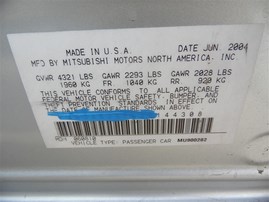 MADE IN U.S.A. DATE JUN. 2004
MFD BY MITSUBISHI MOTORS NORTH AMERICA, INC
GVWR 4321 LBS GAWR 2293 LBS GAWR 2028 LBS
1960 KG FR 1040 KG RR 920 KG
THIS VEHICLE CONFORMS TO ALL APPLICABLE
FEDERAL MOTOR VEHICLE SAFETY, BUMPER, AND
THEFT PREVENTION STANDARDS IN EFFECT ON
DATE OF MANUFACTURE SHOWN ABOVE
144308
VEHICLE TYPE: PASSENGER CAR